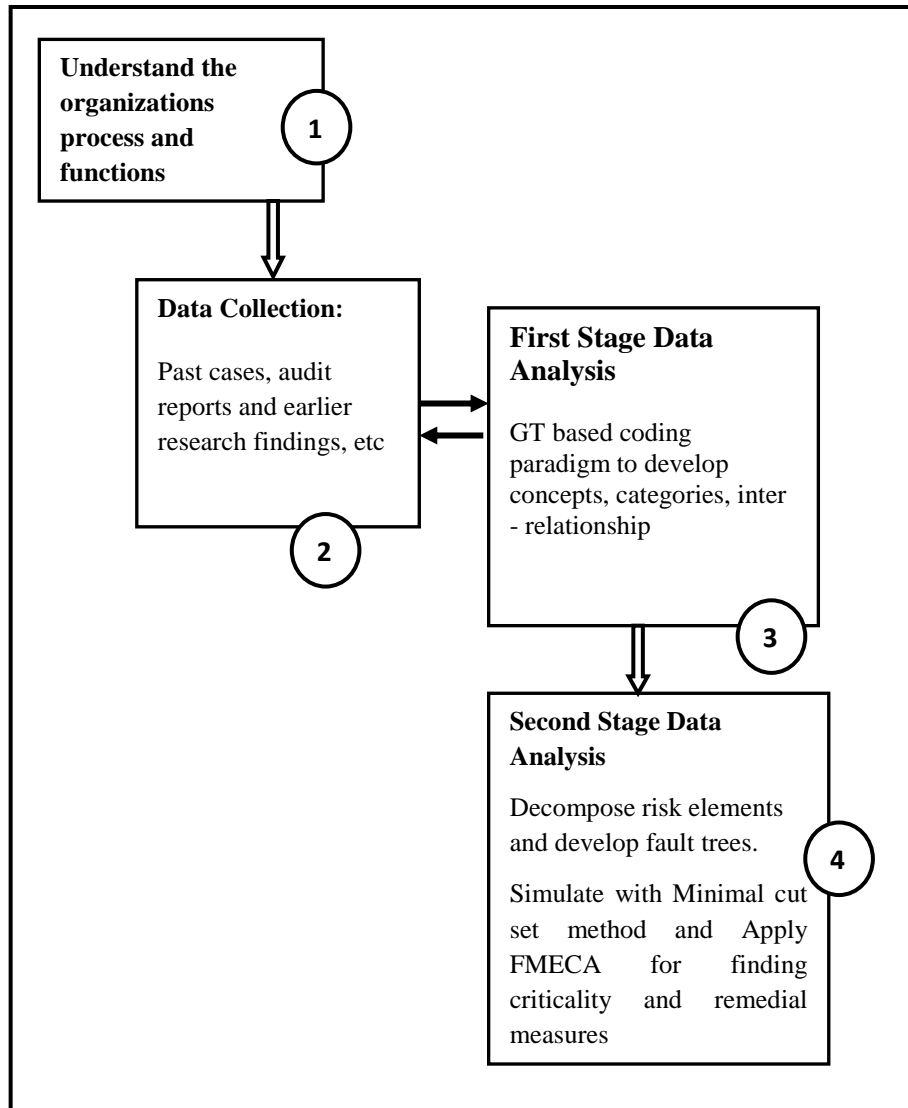 Understand the
organizations
process and
functions
1
Data Collection:
Past cases, audit
reports and earlier
research findings, etc
2
First Stage Data
Analysis
GT based coding
paradigm to develop
concepts, categories, inter
- relationship
3
Second Stage Data
Analysis
Decompose risk elements
and develop fault trees.
4
Simulate with Minimal cut
set method and Apply
FMECA for finding
criticality and remedial
measures